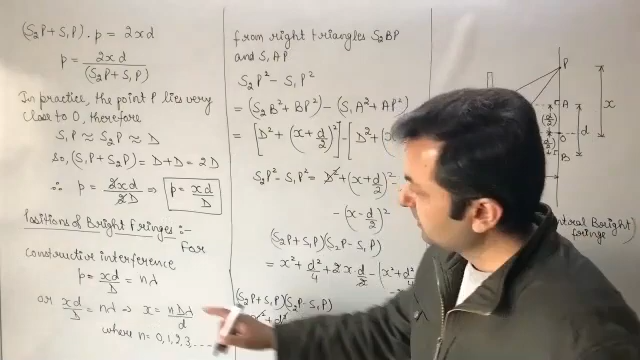 (S₂P + S₁P) . p = 2xd
p = 2xd / (S₂P + S₁P)
In practice, the point P lies very
close to O, therefore
S₁P ≈ S₂P ≈ D
So, (S₁P + S₂P) = D + D = 2D
∴ p = 2xd / 2D ⇒ p = xd / D
Positions of Bright Fringes :-
For
constructive interference
p = xd / D = nλ
or xd / D = nλ ⇒ x = nDλ / d
where n = 0, 1, 2, 3, ......
from right triangles S₂BP
and S₁AP
S₂P² − S₁P²
= (S₂B² + BP²) − (S₁A² + AP²)
= [D² + (x + d/2)²] − [D² + (x
S₂P² − S₁P² = D² + (x + d/2)²
− (x − d/2)²
(S₂P + S₁P)(S₂P − S₁P)
= x² + d²/4 + 2x.d/2 − (x² + d²/4
(S₂P + S₁P)(S₂P − S₁P)
P
x
A
d/2
O
d
d/2
B
Central Bright)
fringe